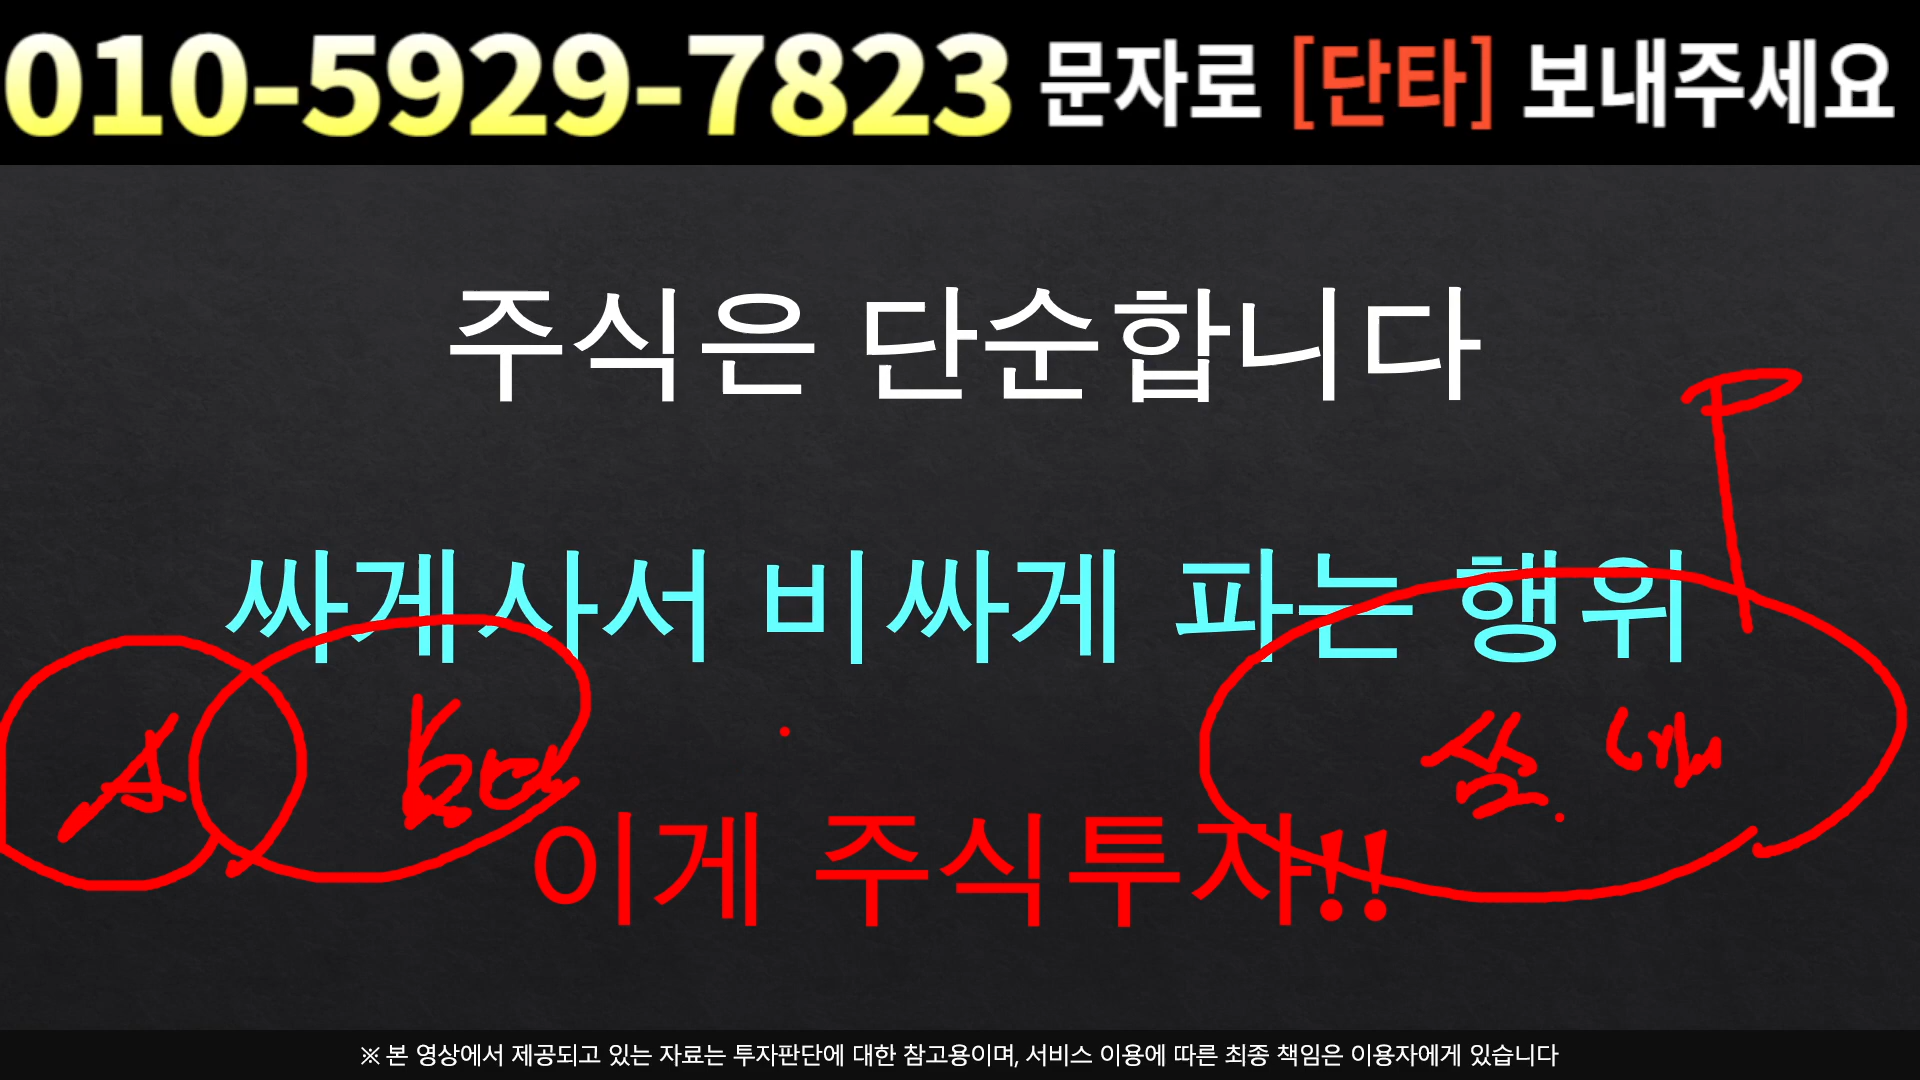 010-5929-7823 문자로 [단타] 보내주세요
주식은 단순합니다
싸게사서 비싸게 파는 행위
이게 주식투자!!
※ 본 영상에서 제공되고 있는 자료는 투자판단에 대한 참고용이며, 서비스 이용에 따른 최종 책임은 이용자에게 있습니다